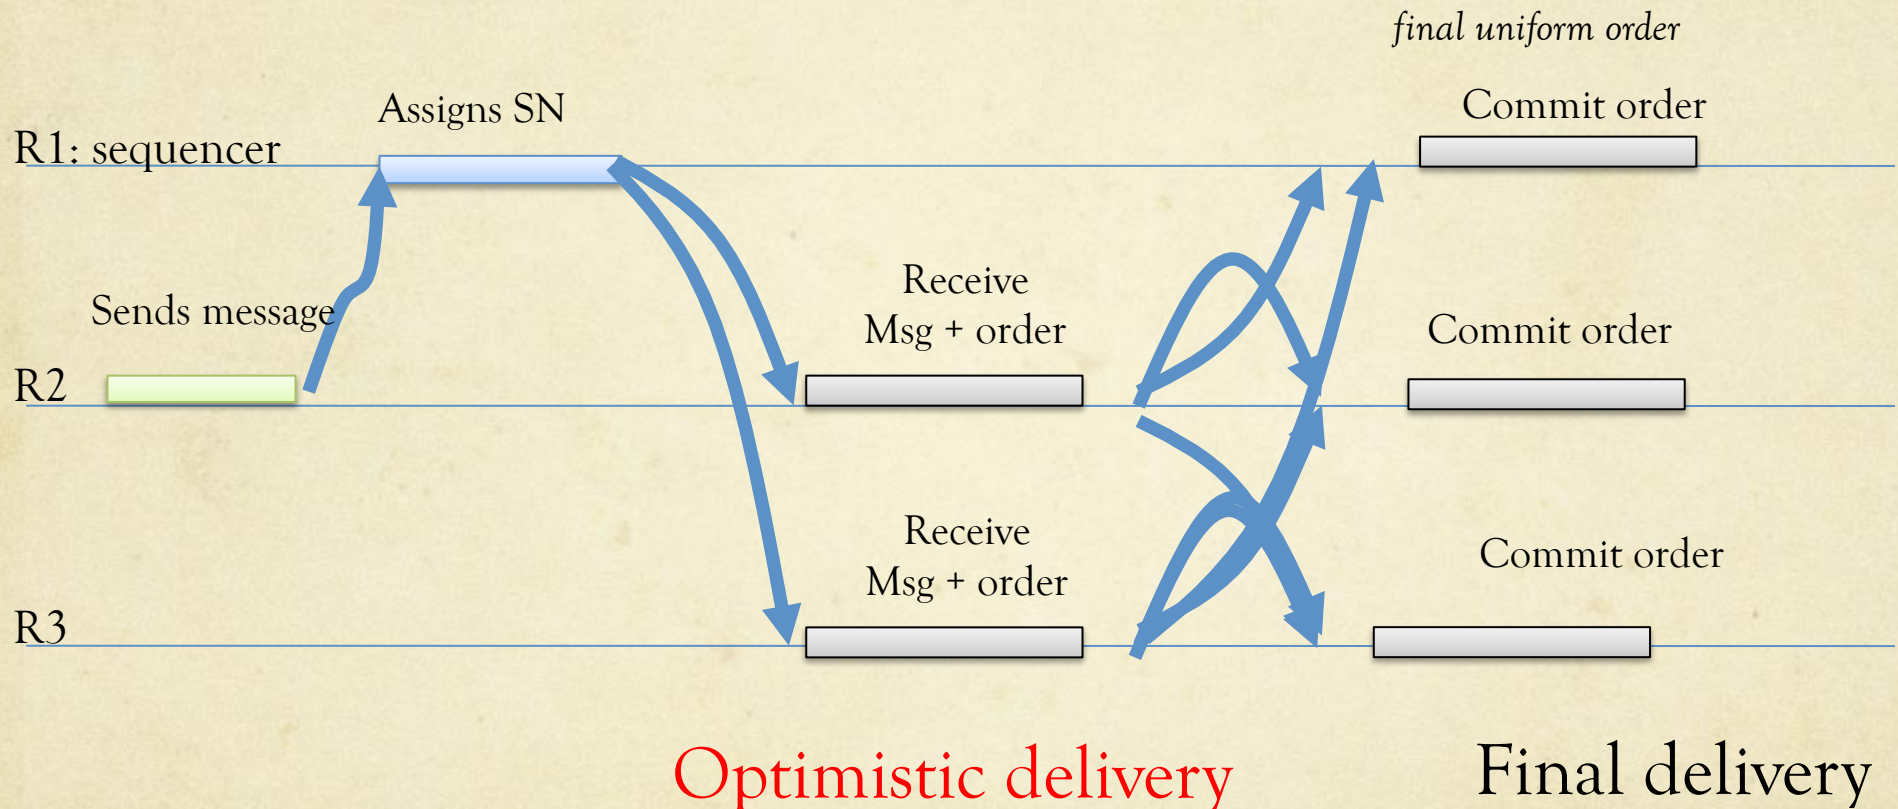 final uniform order
Assigns SN
Commit order
R1: sequencer
Receive
Msg + order
Sends message
Commit order
R2
Receive
Msg + order
Commit order
R3
Optimistic delivery
Final delivery